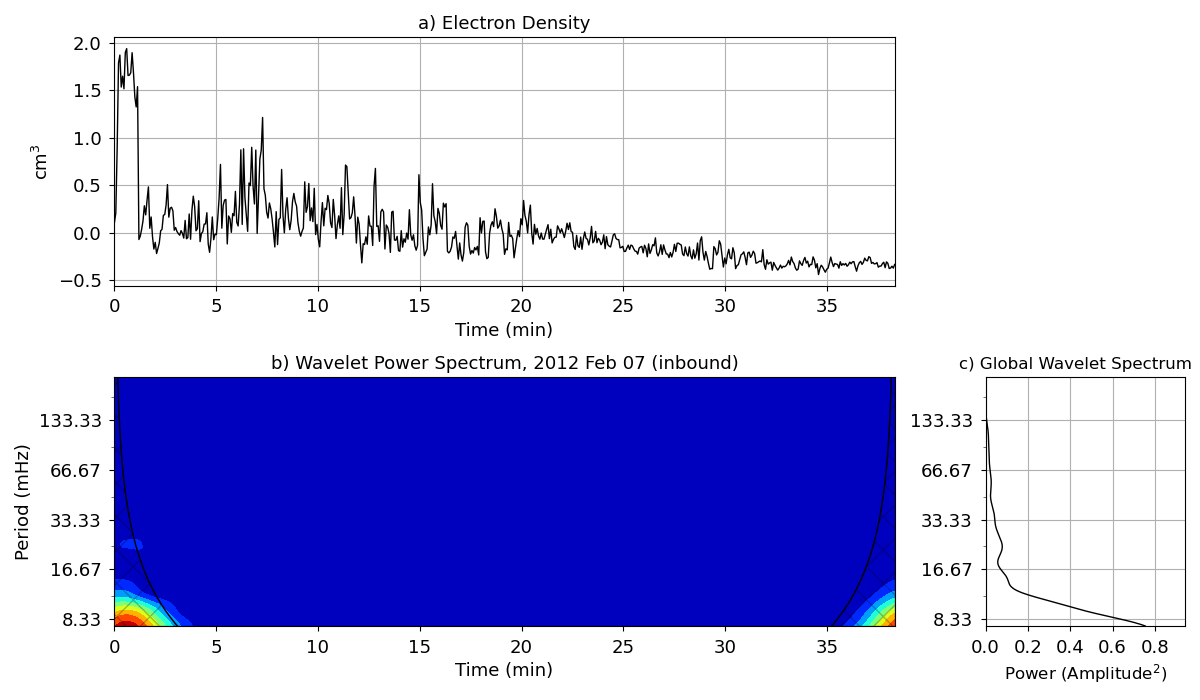 a) Electron Density
cm³
2.0
1.5
1.0
0.5
0.0
−0.5
0 5 10 15 20 25 30 35
Time (min)
b) Wavelet Power Spectrum, 2012 Feb 07 (inbound)
Period (mHz)
133.33
66.67
33.33
16.67
8.33
0 5 10 15 20 25 30 35
Time (min)
c) Global Wavelet Spectrum
133.33
66.67
33.33
16.67
8.33
0.0 0.2 0.4 0.6 0.8
Power (Amplitude²)